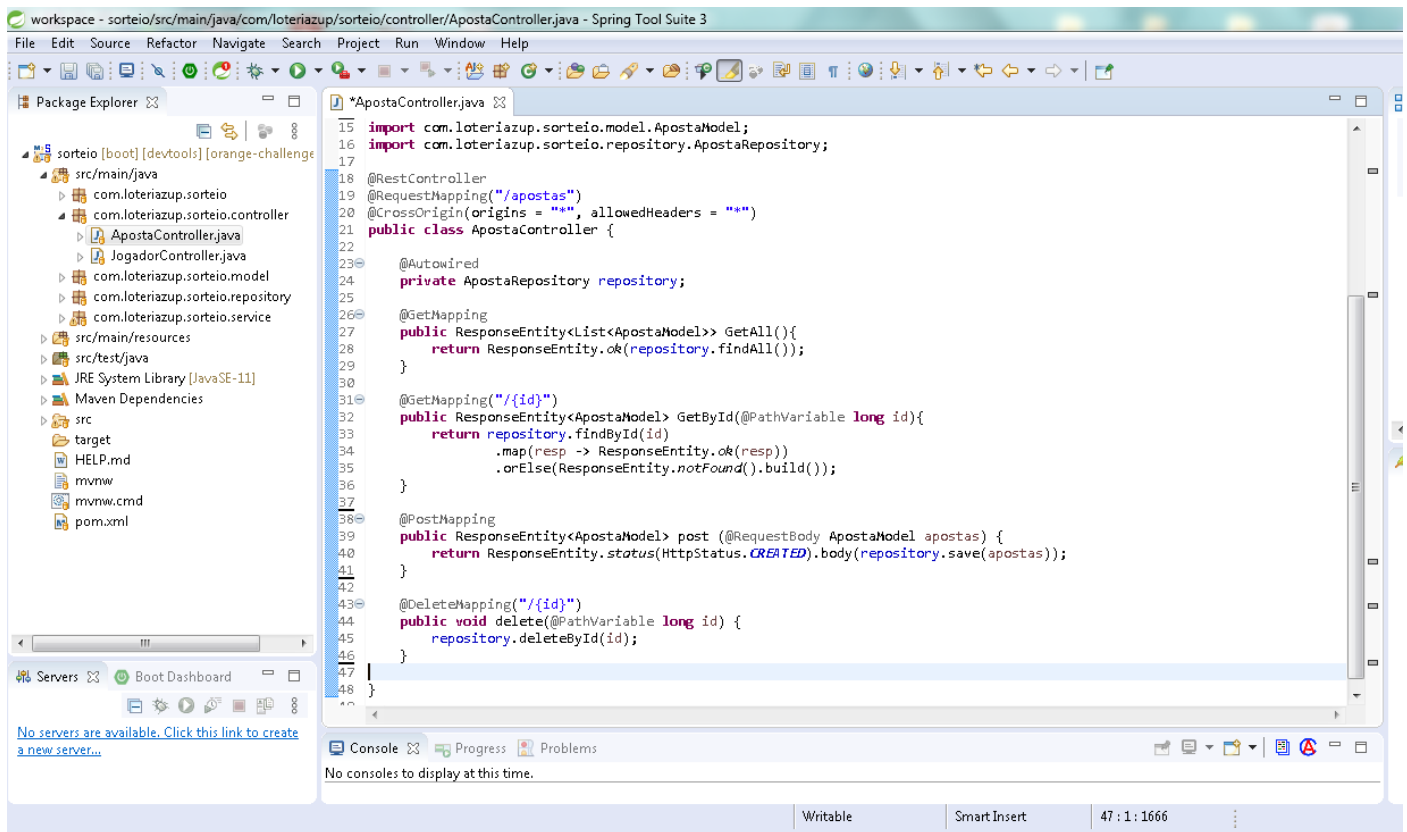 workspace - sorteio/src/main/java/com/loteriazup/sorteio/controller/ApostaController.java - Spring Tool Suite 3
File Edit Source Refactor Navigate Search Project Run Window Help
Package Explorer
sorteio [boot] [devtools] [orange-challenge
src/main/java
com.loteriazup.sorteio
com.loteriazup.sorteio.controller
ApostaController.java
JogadorController.java
com.loteriazup.sorteio.model
com.loteriazup.sorteio.repository
com.loteriazup.sorteio.service
src/main/resources
src/test/java
JRE System Library [JavaSE-11]
Maven Dependencies
src
target
HELP.md
mvnw
mvnw.cmd
pom.xml
Servers Boot Dashboard
No servers are available. Click this link to create
a new server...
*ApostaController.java
15 import com.loteriazup.sorteio.model.ApostaModel;
16 import com.loteriazup.sorteio.repository.ApostaRepository;
17
18 @RestController
19 @RequestMapping("/apostas")
20 @CrossOrigin(origins = "*", allowedHeaders = "*")
21 public class ApostaController {
22
23 @Autowired
24 private ApostaRepository repository;
25
26 @GetMapping
27 public ResponseEntity<List<ApostaModel>> GetAll(){
28 return ResponseEntity.ok(repository.findAll());
29 }
30
31 @GetMapping("/{id}")
32 public ResponseEntity<ApostaModel> GetById(@PathVariable long id){
33 return repository.findById(id)
34 .map(resp -> ResponseEntity.ok(resp))
35 .orElse(ResponseEntity.notFound().build());
36 }
37
38 @PostMapping
39 public ResponseEntity<ApostaModel> post (@RequestBody ApostaModel apostas) {
40 return ResponseEntity.status(HttpStatus.CREATED).body(repository.save(apostas));
41 }
42
43 @DeleteMapping("/{id}")
44 public void delete(@PathVariable long id) {
45 repository.deleteById(id);
46 }
47
48 }
Console Progress Problems
No consoles to display at this time.
Writable Smart Insert 47 : 1 : 1666